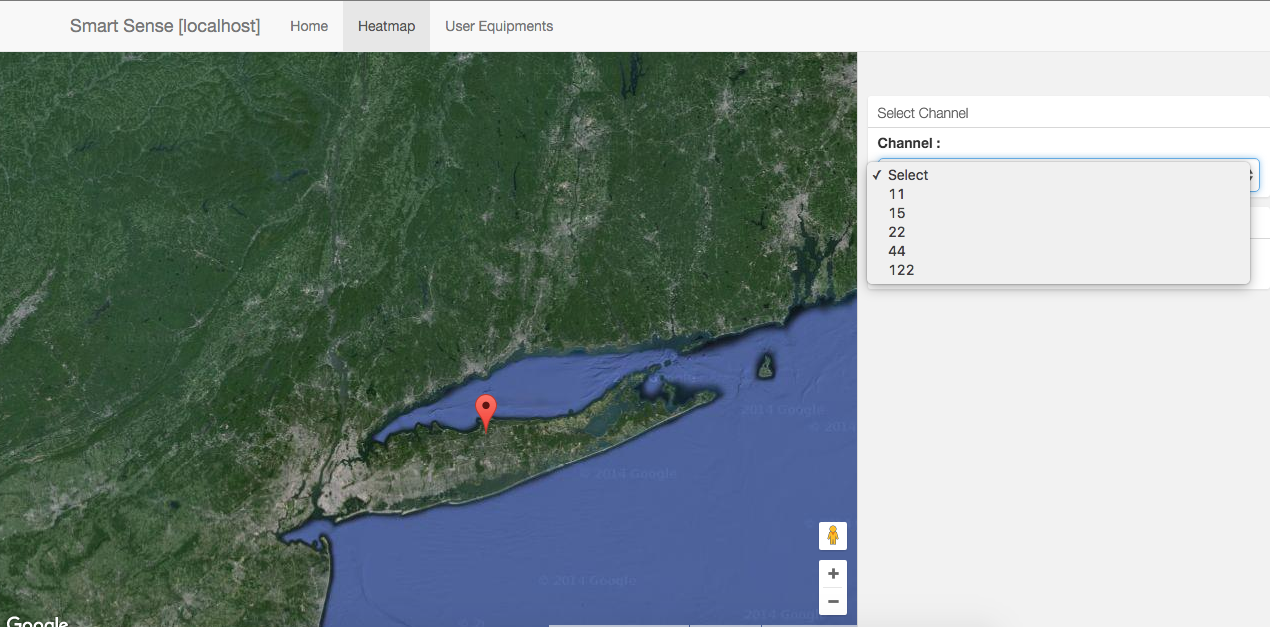 Smart Sense [localhost] Home Heatmap User Equipments
Select Channel
Channel :
✓ Select
11
15
22
44
122
2014 Google
© 2014
© 2014 Google
© 2014 Google
2014 Google
Google
+
−